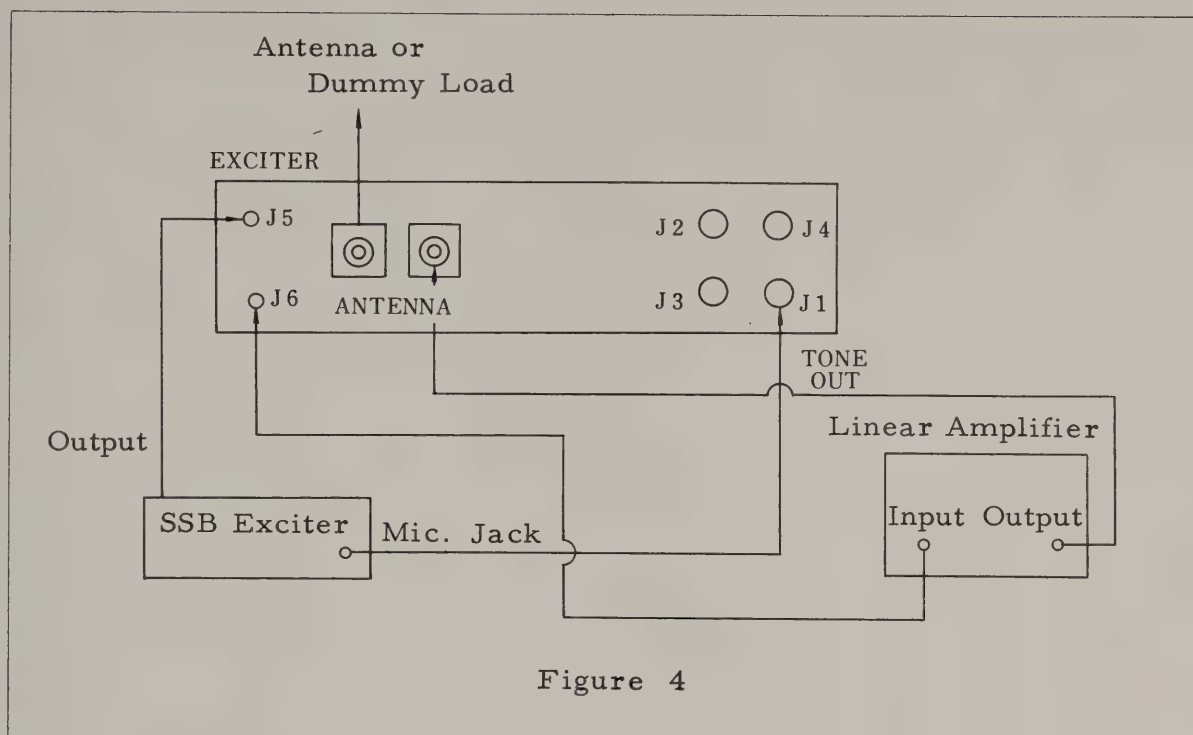 Antenna or
Dummy Load
EXCITER
J5
J2
J4
J6
ANTENNA
J3
J1
TONE
OUT
Output
Linear Amplifier
SSB Exciter
Mic. Jack
Input Output
Figure 4